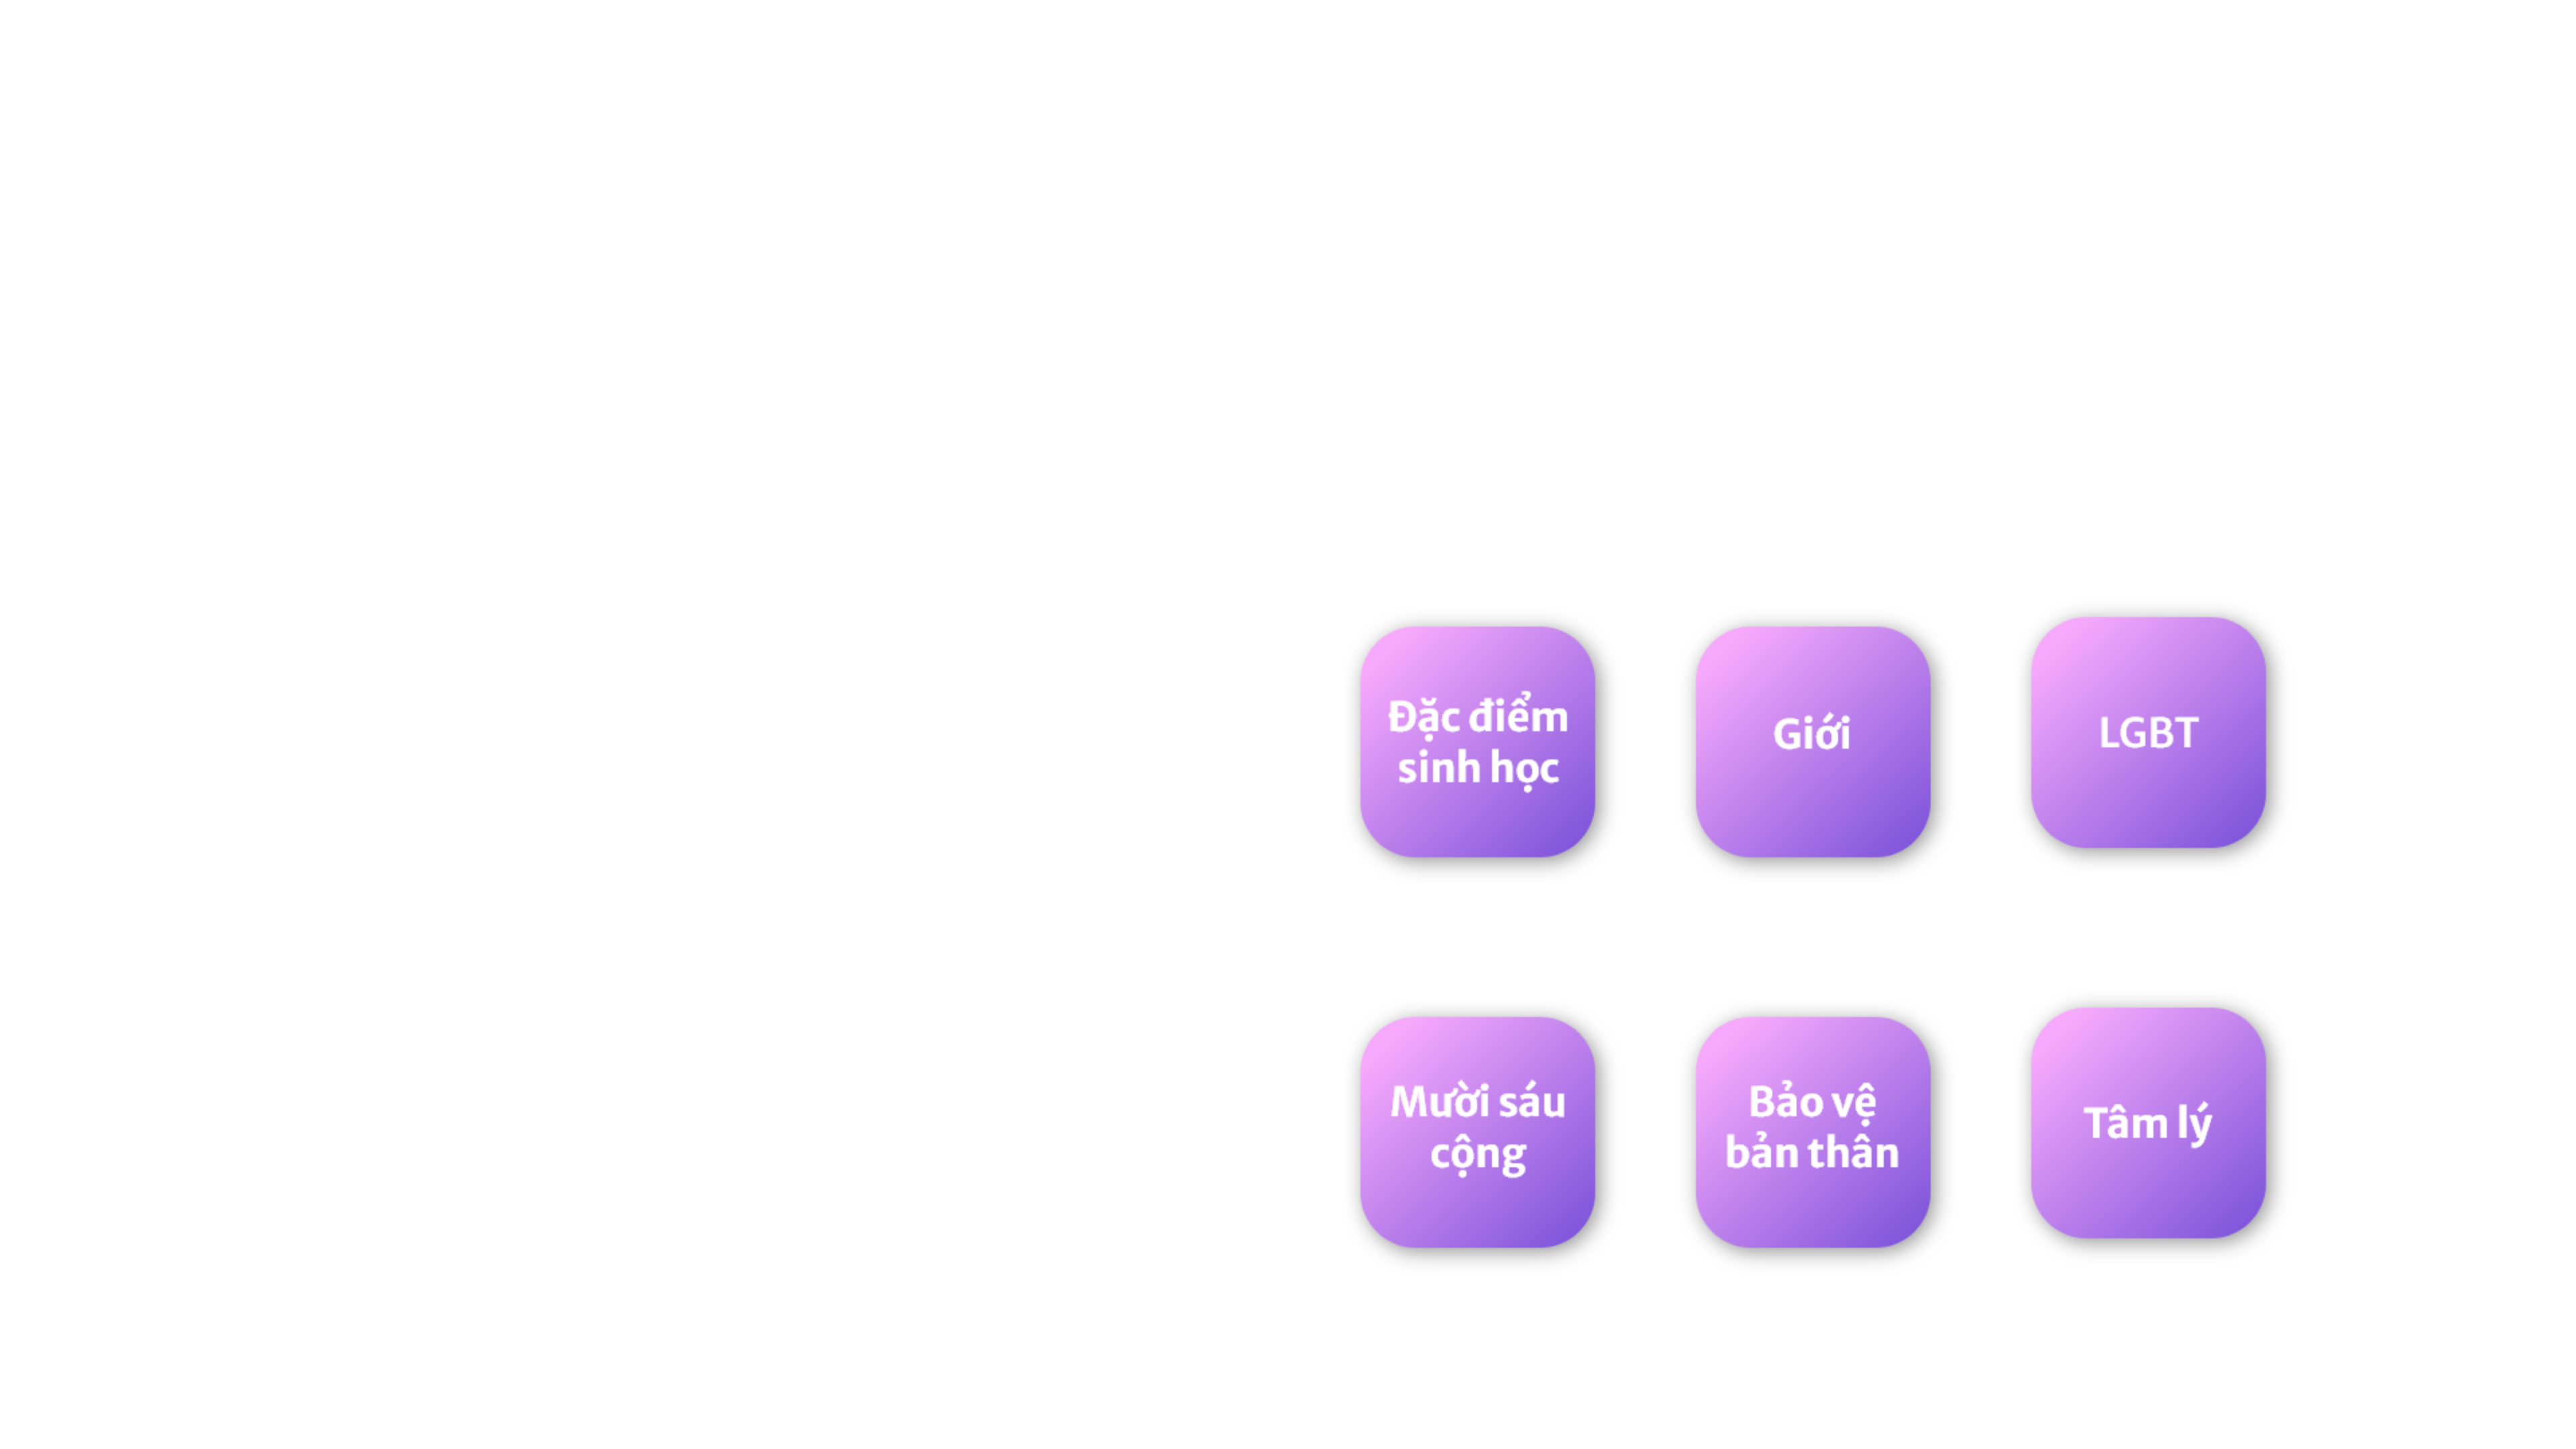 Đặc điểm
sinh học
Giới
LGBT
Mười sáu
cộng
Bảo vệ
bản thân
Tâm lý